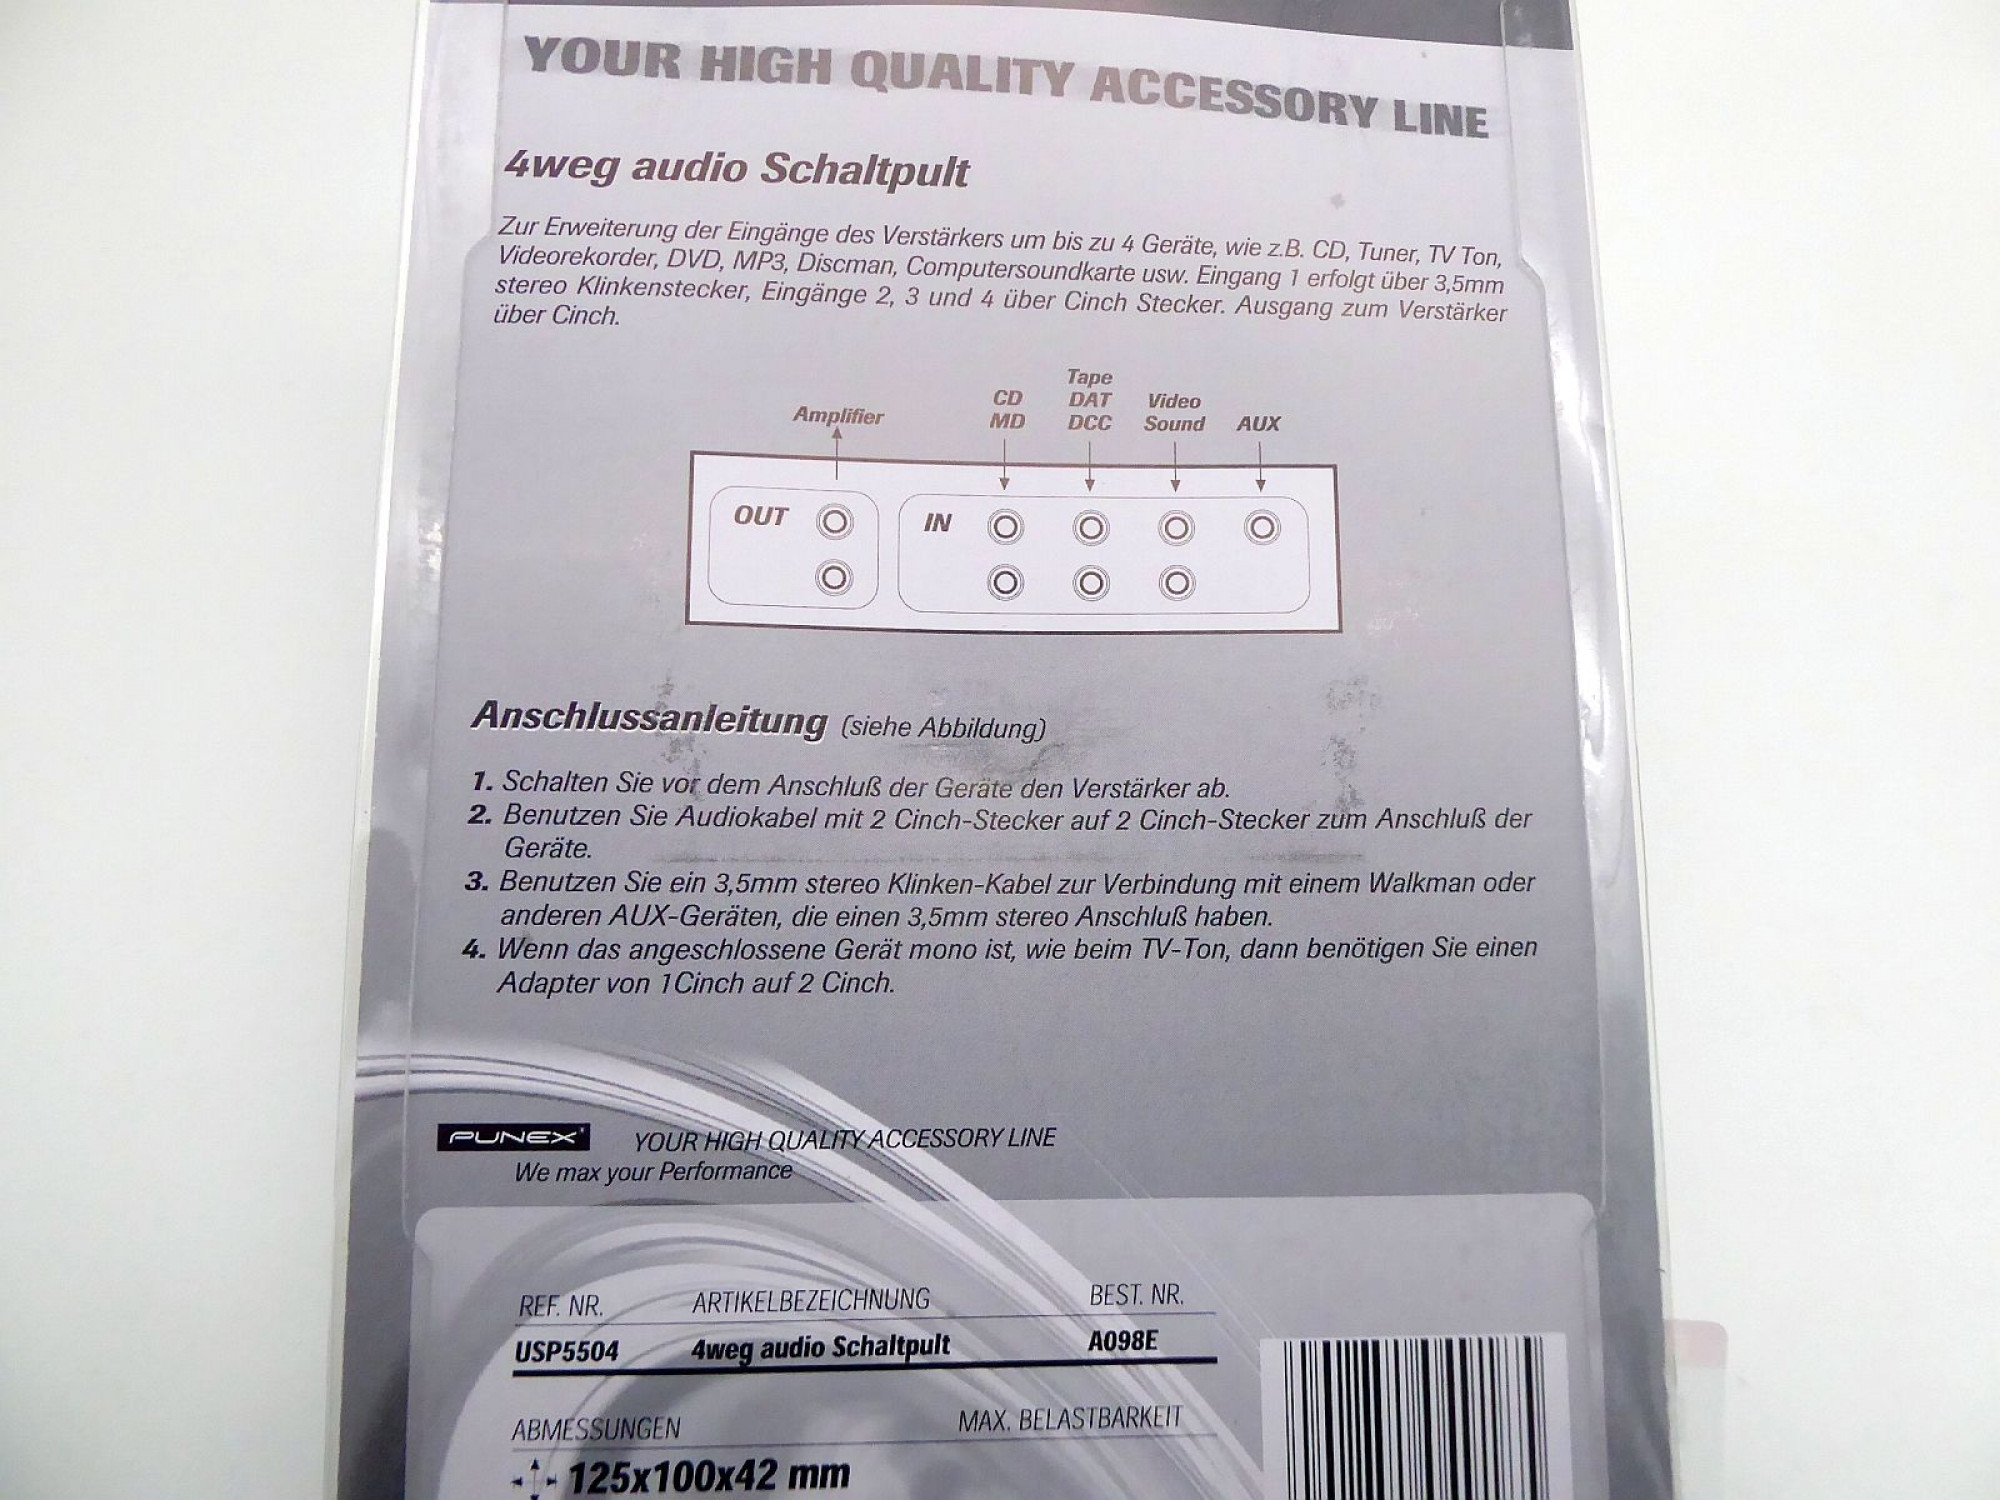 YOUR HIGH QUALITY ACCESSORY LINE
4weg audio Schaltpult
Zur Erweiterung der Eingänge des Verstärkers um bis zu 4 Geräte, wie z.B. CD, Tuner, TV Ton,
Videorekorder, DVD, MP3, Discman, Computersoundkarte usw. Eingang 1 erfolgt über 3,5mm
stereo Klinkenstecker, Eingänge 2, 3 und 4 über Cinch Stecker. Ausgang zum Verstärker
über Cinch.
Amplifier
CD
MD
Tape
DAT
DCC
Video
Sound
AUX
OUT
IN
Anschlussanleitung (siehe Abbildung)
1. Schalten Sie vor dem Anschluß der Geräte den Verstärker ab.
2. Benutzen Sie Audiokabel mit 2 Cinch-Stecker auf 2 Cinch-Stecker zum Anschluß der
Geräte.
3. Benutzen Sie ein 3,5mm stereo Klinken-Kabel zur Verbindung mit einem Walkman oder
anderen AUX-Geräten, die einen 3,5mm stereo Anschluß haben.
4. Wenn das angeschlossene Gerät mono ist, wie beim TV-Ton, dann benötigen Sie einen
Adapter von 1Cinch auf 2 Cinch.
PUNEX YOUR HIGH QUALITY ACCESSORY LINE
We max your Performance
REF. NR. ARTIKELBEZEICHNUNG BEST. NR.
USP5504 4weg audio Schaltpult A098E
ABMESSUNGEN MAX. BELASTBARKEIT
125x100x42 mm